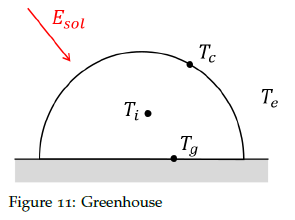 E_sol
T_c
T_e
T_i
T_g
Figure 11: Greenhouse